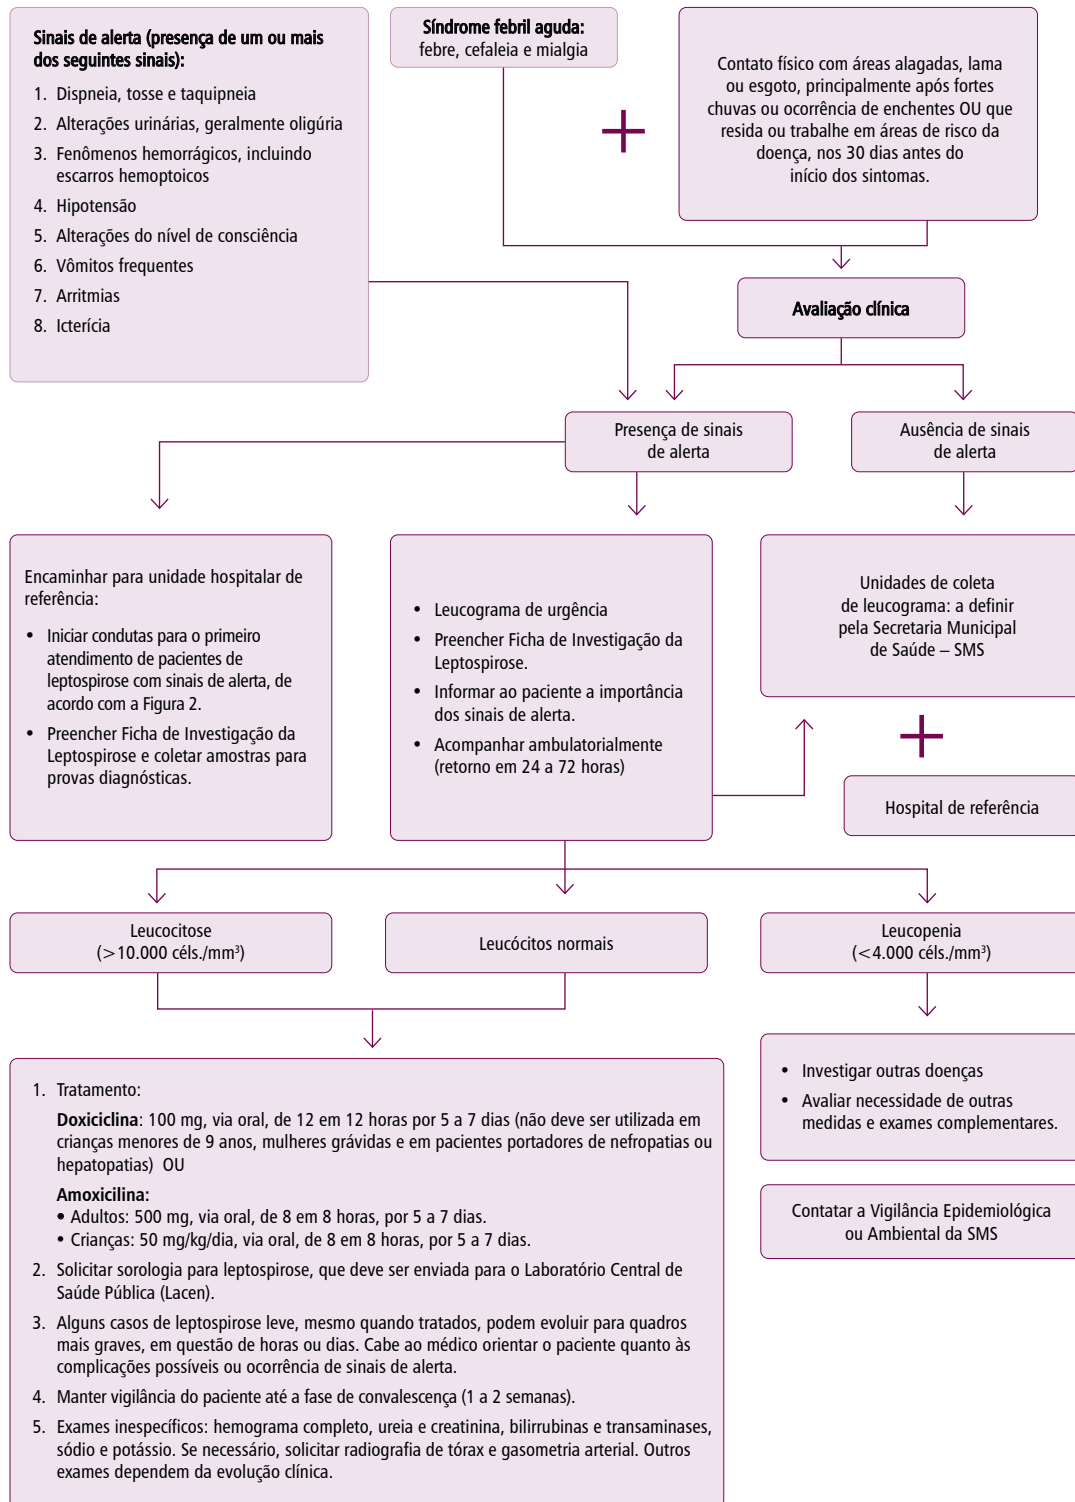 Sinais de alerta (presença de um ou mais
dos seguintes sinais):
1. Dispneia, tosse e taquipneia
2. Alterações urinárias, geralmente oligúria
3. Fenômenos hemorrágicos, incluindo
escarros hemoptoicos
4. Hipotensão
5. Alterações do nível de consciência
6. Vômitos frequentes
7. Arritmias
8. Icterícia
Síndrome febril aguda:
febre, cefaleia e mialgia
+
Contato físico com áreas alagadas, lama
ou esgoto, principalmente após fortes
chuvas ou ocorrência de enchentes OU que
resida ou trabalhe em áreas de risco da
doença, nos 30 dias antes do
início dos sintomas.
Avaliação clínica
Presença de sinais
de alerta
Ausência de sinais
de alerta
Encaminhar para unidade hospitalar de
referência:
• Iniciar condutas para o primeiro
atendimento de pacientes de
leptospirose com sinais de alerta, de
acordo com a Figura 2.
• Preencher Ficha de Investigação da
Leptospirose e coletar amostras para
provas diagnósticas.
• Leucograma de urgência
• Preencher Ficha de Investigação da
Leptospirose.
• Informar ao paciente a importância
dos sinais de alerta.
• Acompanhar ambulatorialmente
(retorno em 24 a 72 horas)
Unidades de coleta
de leucograma: a definir
pela Secretaria Municipal
de Saúde – SMS
+
Hospital de referência
Leucocitose
(>10.000 céls./mm³)
Leucócitos normais
Leucopenia
(<4.000 céls./mm³)
1. Tratamento:
Doxiciclina: 100 mg, via oral, de 12 em 12 horas por 5 a 7 dias (não deve ser utilizada em
crianças menores de 9 anos, mulheres grávidas e em pacientes portadores de nefropatias ou
hepatopatias) OU
Amoxicilina:
• Adultos: 500 mg, via oral, de 8 em 8 horas, por 5 a 7 dias.
• Crianças: 50 mg/kg/dia, via oral, de 8 em 8 horas, por 5 a 7 dias.
2. Solicitar sorologia para leptospirose, que deve ser enviada para o Laboratório Central de
Saúde Pública (Lacen).
3. Alguns casos de leptospirose leve, mesmo quando tratados, podem evoluir para quadros
mais graves, em questão de horas ou dias. Cabe ao médico orientar o paciente quanto às
complicações possíveis ou ocorrência de sinais de alerta.
4. Manter vigilância do paciente até a fase de convalescença (1 a 2 semanas).
5. Exames inespecíficos: hemograma completo, ureia e creatinina, bilirrubinas e transaminases,
sódio e potássio. Se necessário, solicitar radiografia de tórax e gasometria arterial. Outros
exames dependem da evolução clínica.
• Investigar outras doenças
• Avaliar necessidade de outras
medidas e exames complementares.
Contatar a Vigilância Epidemiológica
ou Ambiental da SMS